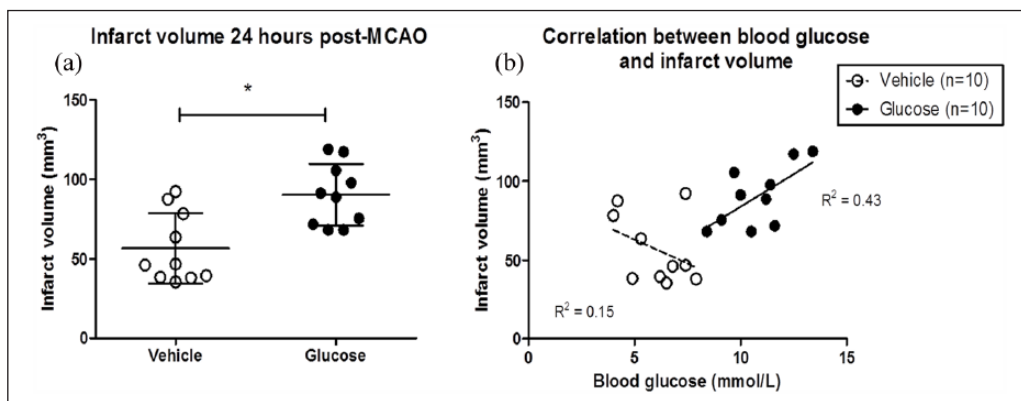 Infarct volume 24 hours post-MCAO
(a)
*
Infarct volume (mm³)
150
100
50
0
Vehicle
Glucose
Correlation between blood glucose
and infarct volume
(b)
Vehicle (n=10)
Glucose (n=10)
Infarct volume (mm³)
150
100
50
0
R² = 0.43
R² = 0.15
0
5
10
15
Blood glucose (mmol/L)